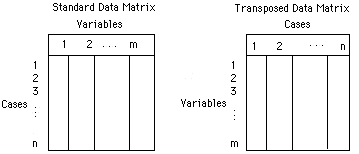 Standard Data Matrix
Variables
1 2 ... m
1
2
3
Cases .
:
n
Transposed Data Matrix
Cases
1 2 ... n
1
2
3
Variables .
:
m